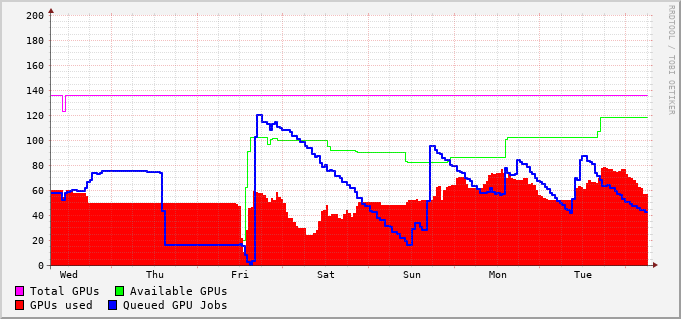 200
180
160
140
120
100
80
60
40
20
0
Wed Thu Fri Sat Sun Mon Tue
Total GPUs Available GPUs
GPUs used Queued GPU Jobs
RRDTOOL / TOBI OETIKER